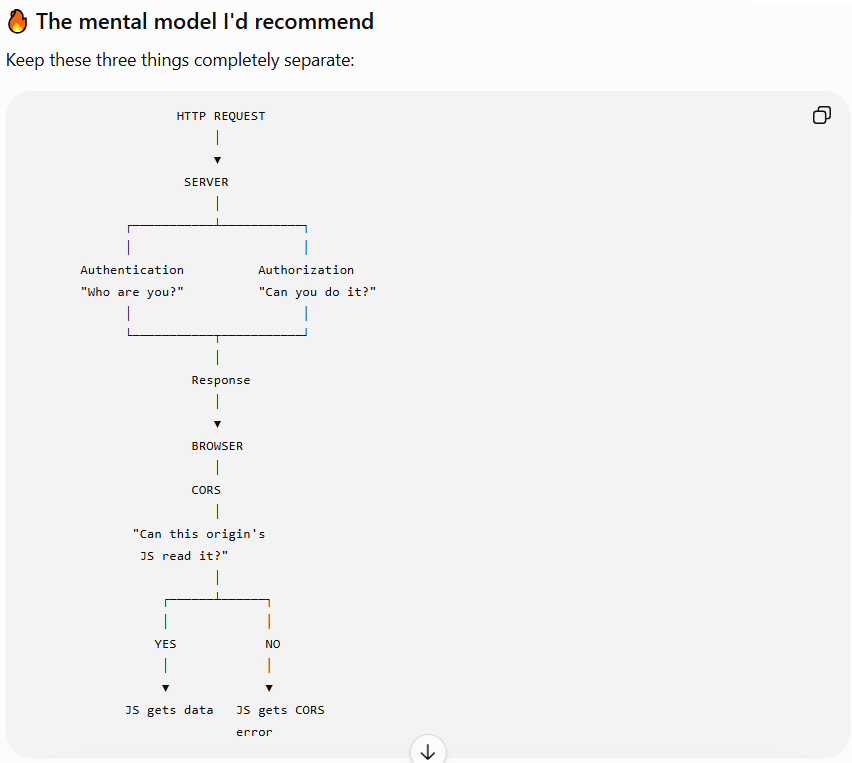 🔥 The mental model I'd recommend
Keep these three things completely separate:
HTTP REQUEST
SERVER
Authentication Authorization
"Who are you?" "Can you do it?"
Response
BROWSER
CORS
"Can this origin's
JS read it?"
YES NO
JS gets data JS gets CORS
error